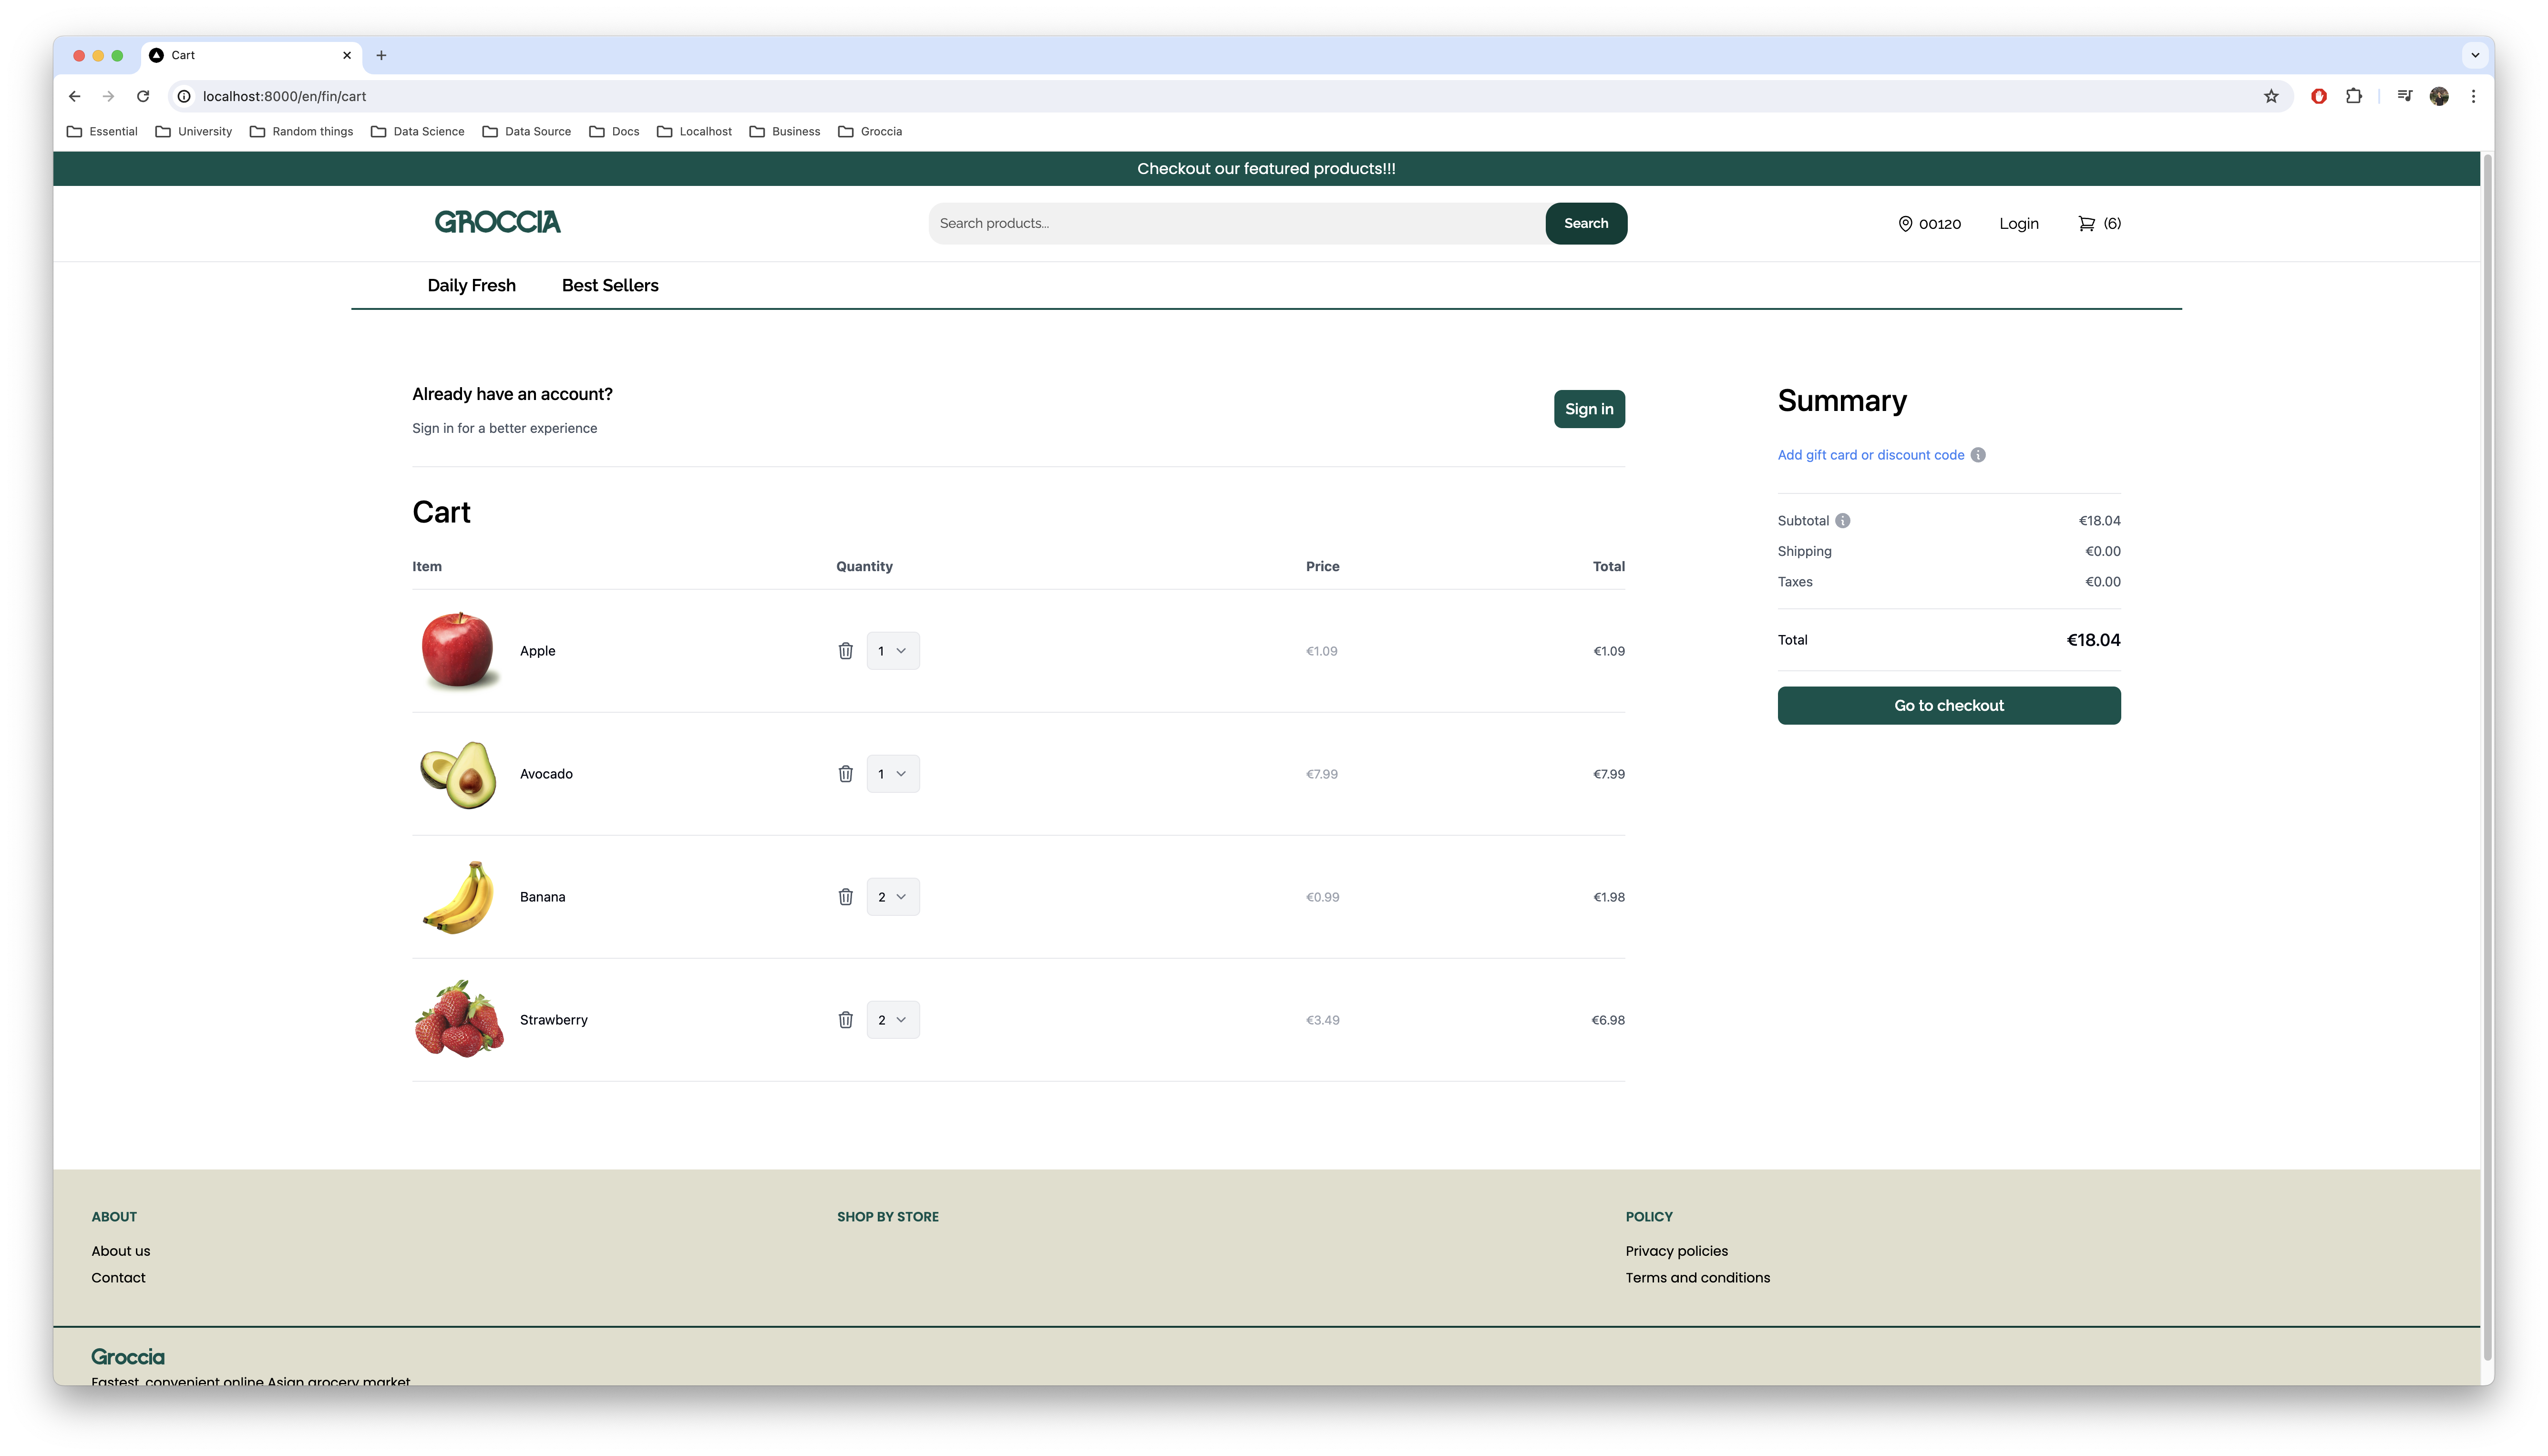 Cart
localhost:8000/en/fin/cart
Essential University Random things Data Science Data Source Docs Localhost Business Groccia
Checkout our featured products!!!
GROCCIA
Search products...
Search
00120
Login
(6)
Daily Fresh Best Sellers
Already have an account?
Sign in for a better experience
Sign in
Cart
Item Quantity Price Total
Apple 1 €1.09 €1.09
Avocado 1 €7.99 €7.99
Banana 2 €0.99 €1.98
Strawberry 2 €3.49 €6.98
Summary
Add gift card or discount code
Subtotal €18.04
Shipping €0.00
Taxes €0.00
Total €18.04
Go to checkout
ABOUT
About us
Contact
SHOP BY STORE
POLICY
Privacy policies
Terms and conditions
Groccia
Fastest, convenient online Asian grocery market